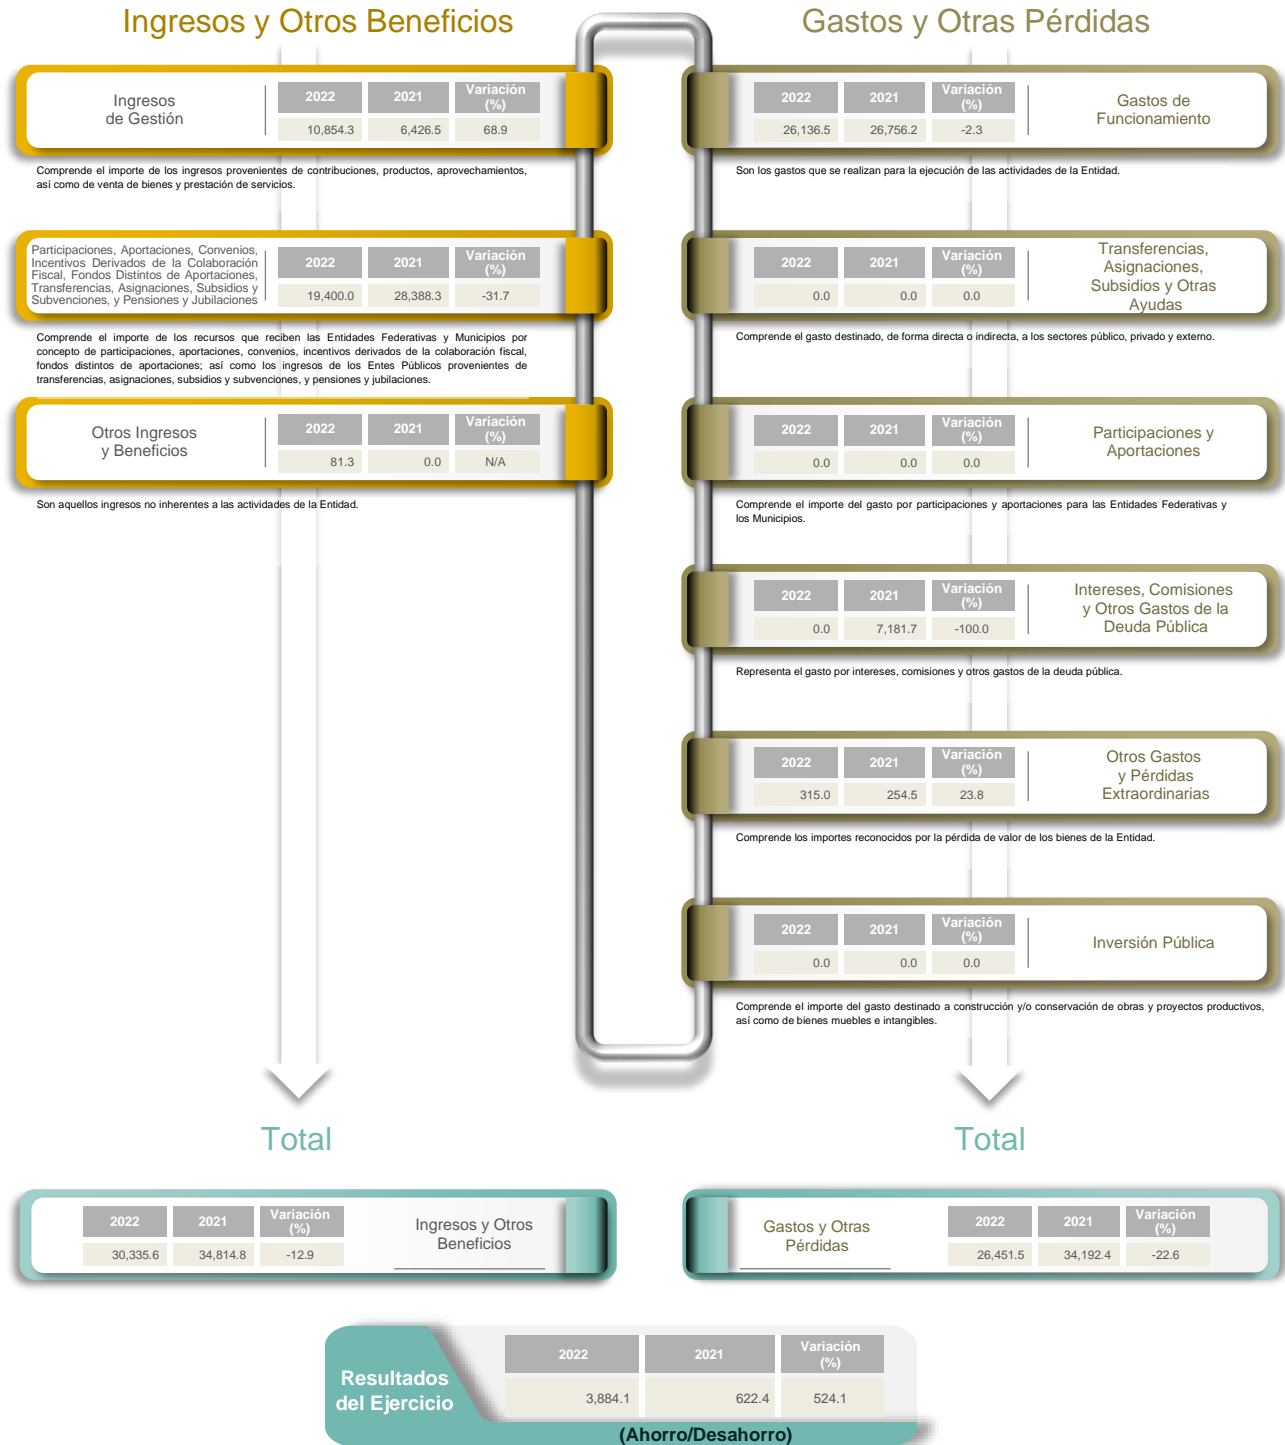 Ingresos y Otros Beneficios
Ingresos
de Gestión
2022 2021 Variación
(%)
10,854.3 6,426.5 68.9
Comprende el importe de los ingresos provenientes de contribuciones, productos, aprovechamientos,
así como de venta de bienes y prestación de servicios.
Participaciones, Aportaciones, Convenios,
Incentivos Derivados de la Colaboración
Fiscal, Fondos Distintos de Aportaciones,
Transferencias, Asignaciones, Subsidios y
Subvenciones, y Pensiones y Jubilaciones
2022 2021 Variación
(%)
19,400.0 28,388.3 -31.7
Comprende el importe de los recursos que reciben las Entidades Federativas y Municipios por
concepto de participaciones, aportaciones, convenios, incentivos derivados de la colaboración fiscal,
fondos distintos de aportaciones; así como los ingresos de los Entes Públicos provenientes de
transferencias, asignaciones, subsidios y subvenciones, y pensiones y jubilaciones.
Otros Ingresos
y Beneficios
2022 2021 Variación
(%)
81.3 0.0 N/A
Son aquellos ingresos no inherentes a las actividades de la Entidad.
Gastos y Otras Pérdidas
2022 2021 Variación
(%)
26,136.5 26,756.2 -2.3
Gastos de
Funcionamiento
Son los gastos que se realizan para la ejecución de las actividades de la Entidad.
2022 2021 Variación
(%)
0.0 0.0 0.0
Transferencias,
Asignaciones,
Subsidios y Otras
Ayudas
Comprende el gasto destinado, de forma directa o indirecta, a los sectores público, privado y externo.
2022 2021 Variación
(%)
0.0 0.0 0.0
Participaciones y
Aportaciones
Comprende el importe del gasto por participaciones y aportaciones para las Entidades Federativas y
los Municipios.
2022 2021 Variación
(%)
0.0 7,181.7 -100.0
Intereses, Comisiones
y Otros Gastos de la
Deuda Pública
Representa el gasto por intereses, comisiones y otros gastos de la deuda pública.
2022 2021 Variación
(%)
315.0 254.5 23.8
Otros Gastos
y Pérdidas
Extraordinarias
Comprende los importes reconocidos por la pérdida de valor de los bienes de la Entidad.
2022 2021 Variación
(%)
0.0 0.0 0.0
Inversión Pública
Comprende el importe del gasto destinado a construcción y/o conservación de obras y proyectos productivos,
así como de bienes muebles e intangibles.
Total
2022 2021 Variación
(%)
30,335.6 34,814.8 -12.9
Ingresos y Otros
Beneficios
Total
Gastos y Otras
Pérdidas
2022 2021 Variación
(%)
26,451.5 34,192.4 -22.6
Resultados
del Ejercicio
2022 2021 Variación
(%)
3,884.1 622.4 524.1
(Ahorro/Desahorro)